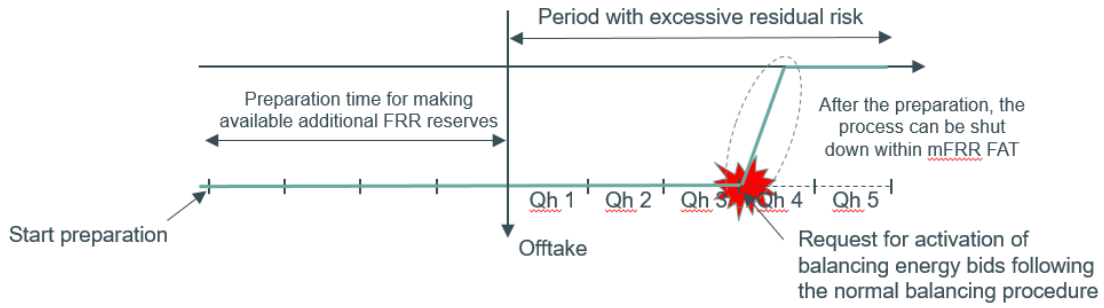 Period with excessive residual risk
Preparation time for making
available additional FRR reserves
After the preparation, the
process can be shut
down within mFRR FAT
Qh 1
Qh 2
Qh 3
Qh 4
Qh 5
Start preparation
Offtake
Request for activation of
balancing energy bids following
the normal balancing procedure